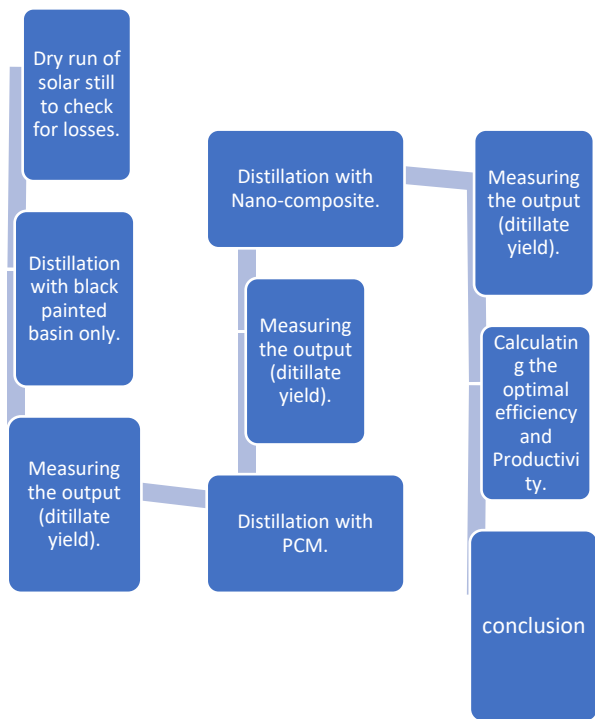 Dry run of
solar still
to check
for losses.
Distillation
with black
painted
basin only.
Measuring
the output
(ditillate
yield).
Distillation with
PCM.
Measuring
the output
(ditillate
yield).
Distillation with
Nano-composite.
Measuring
the output
(ditillate
yield).
Calculatin
g the
optimal
efficiency
and
Productivi
ty.
conclusion